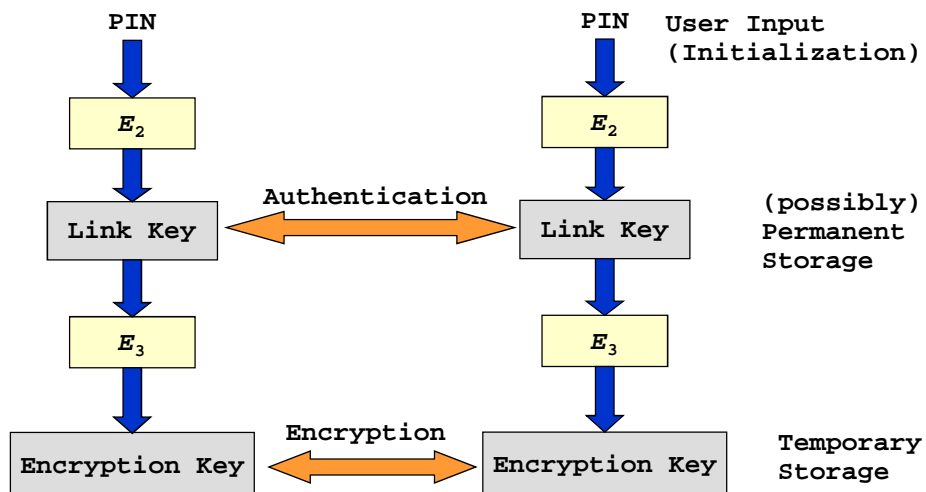 PIN
PIN
User Input
(Initialization)
E₂
E₂
Authentication
(possibly)
Permanent
Storage
Link Key
Link Key
E₃
E₃
Encryption
Encryption Key
Encryption Key
Temporary
Storage